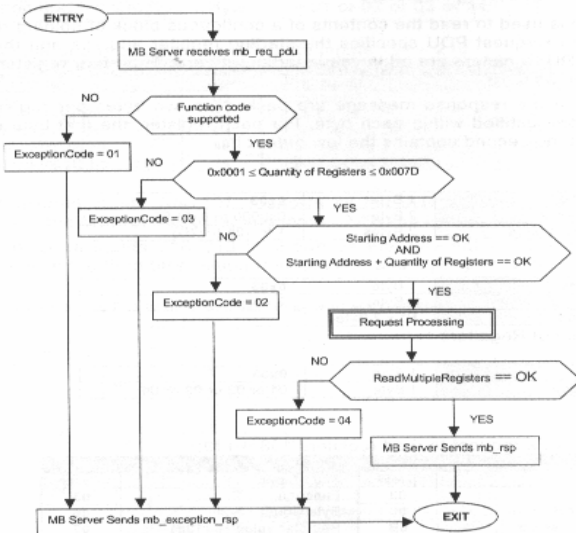 ENTRY
MB Server receives mb_req_pdu
NO
Function code
supported
YES
ExceptionCode = 01
NO
0x0001 ≤ Quantity of Registers ≤ 0x007D
YES
ExceptionCode = 03
NO
Starting Address == OK
AND
Starting Address + Quantity of Registers == OK
YES
ExceptionCode = 02
Request Processing
NO
ReadMultipleRegisters == OK
ExceptionCode = 04
YES
MB Server Sends mb_rsp
MB Server Sends mb_exception_rsp
EXIT